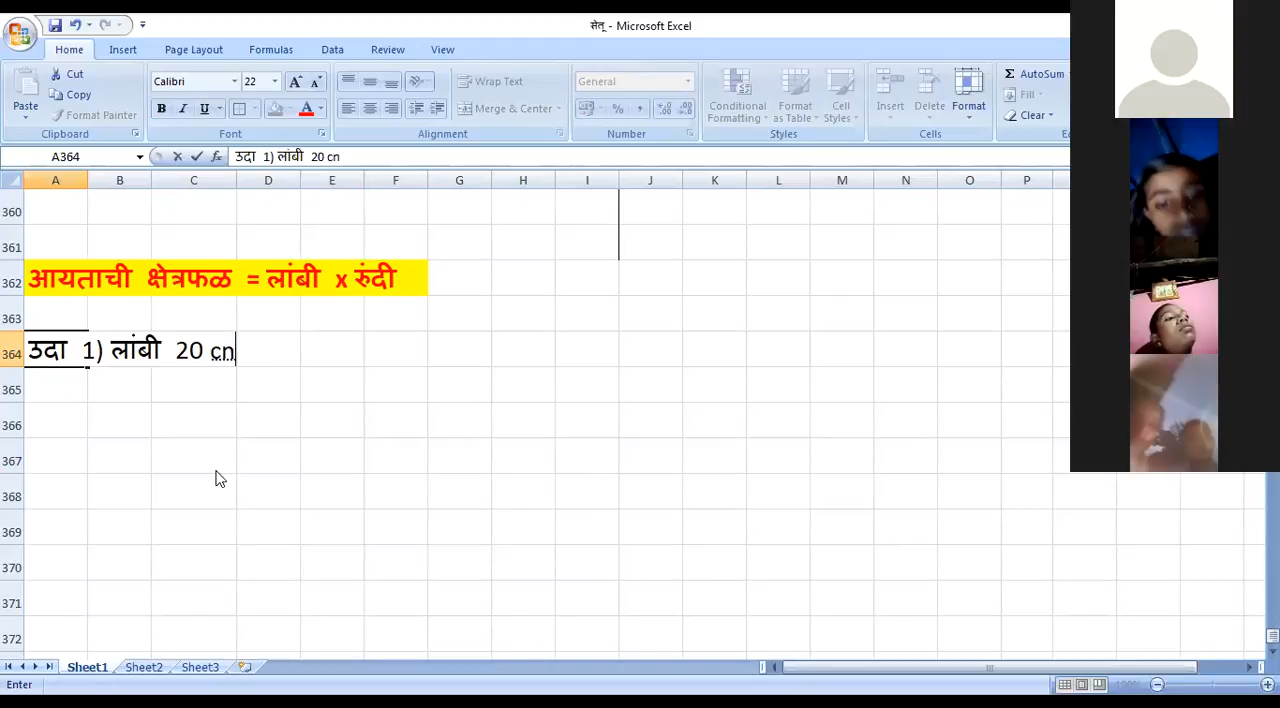 सेतू - Microsoft Excel
Home Insert Page Layout Formulas Data Review View
Paste Cut Copy Format Painter Clipboard
Calibri 22 Font
Wrap Text Merge & Center Alignment
General Number
Conditional Formatting Format as Table Cell Styles Styles
Insert Delete Format Cells
AutoSum Fill Clear
A364 fx उदा 1) लांबी 20 cn
A B C D E F G H I J K L M N O P
360
361
362 आयताची क्षेत्रफळ = लांबी x रुंदी
363
364 उदा 1) लांबी 20 cn
365
366
367
368
369
370
371
372
Sheet1 Sheet2 Sheet3
Enter 100%